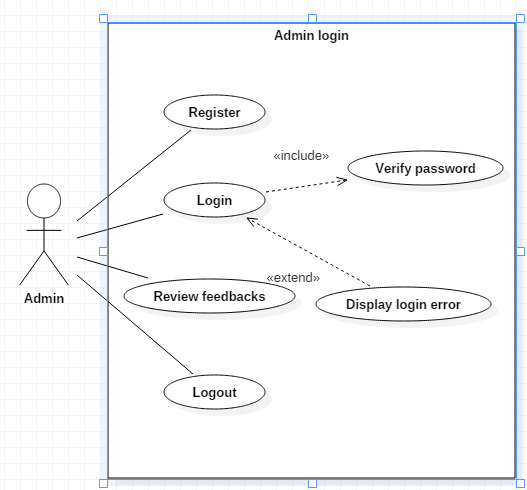 Admin login
Register
«include»
Verify password
Login
«extend»
Review feedbacks
Display login error
Admin
Logout